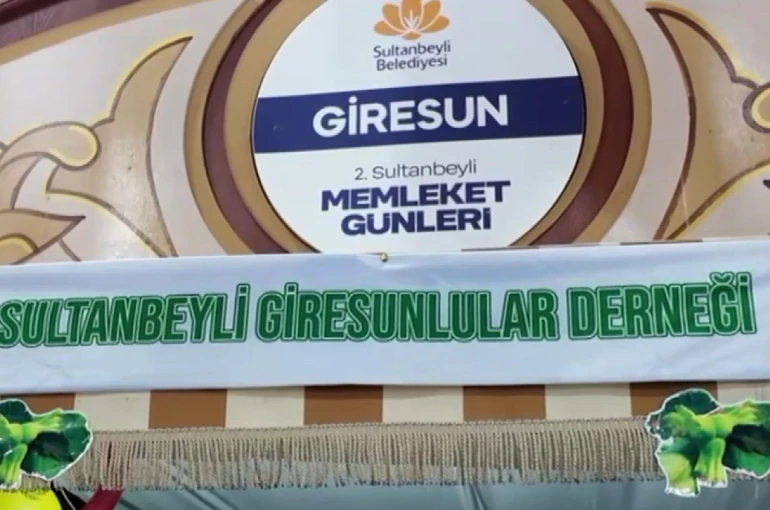 Sultanbeyli
Belediyesi
GİRESUN
2. Sultanbeyli
MEMLEKET
GÜNLERİ
SULTANBEYLİ GİRESUNLULAR DERNEĞİ